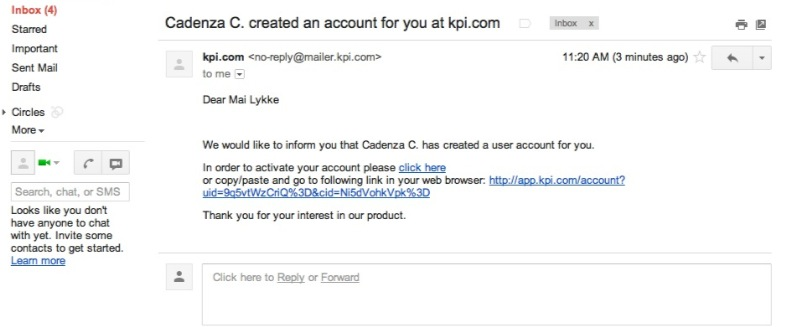 Inbox (4)
Starred
Important
Sent Mail
Drafts
Circles
More
Search, chat, or SMS
Looks like you don't
have anyone to chat
with yet. Invite some
contacts to get started.
Learn more
Cadenza C. created an account for you at kpi.com
Inbox x
kpi.com <no-reply@mailer.kpi.com>
11:20 AM (3 minutes ago)
to me
Dear Mai Lykke
We would like to inform you that Cadenza C. has created a user account for you.
In order to activate your account please click here
or copy/paste and go to following link in your web browser: http://app.kpi.com/account?
uid=9q5vtWzCriQ%3D&cid=Ni5dVohkVpk%3D
Thank you for your interest in our product.
Click here to Reply or Forward